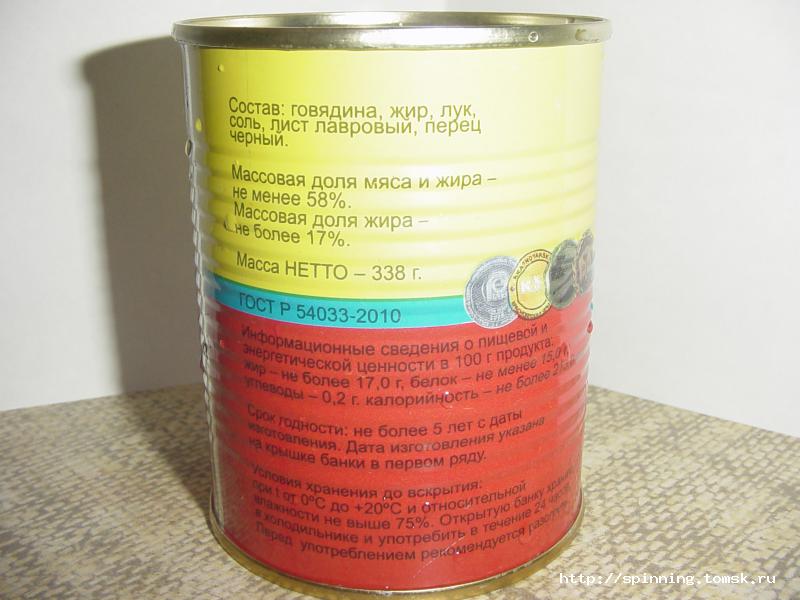 Состав: говядина, жир, лук,
соль, лист лавровый, перец
черный.
Массовая доля мяса и жира –
не менее 58%.
Массовая доля жира –
не более 17%.
Масса НЕТТО – 338 г.
ГОСТ Р 54033-2010
Информационные сведения о пищевой и
энергетической ценности в 100 г продукта:
жир – не более 17,0 г, белок – не менее 15,0 г,
углеводы – 0,2 г. калорийность – не более
Срок годности: не более 5 лет с даты
изготовления. Дата изготовления указана
на крышке банки в первом ряду.
Условия хранения до вскрытия:
при t от 0°С до +20°С и относительной
влажности не выше 75%. Открытую банку
в холодильнике и употребить в течение 24 часов.
Перед употреблением рекомендуется
http://spinning.tomsk.ru